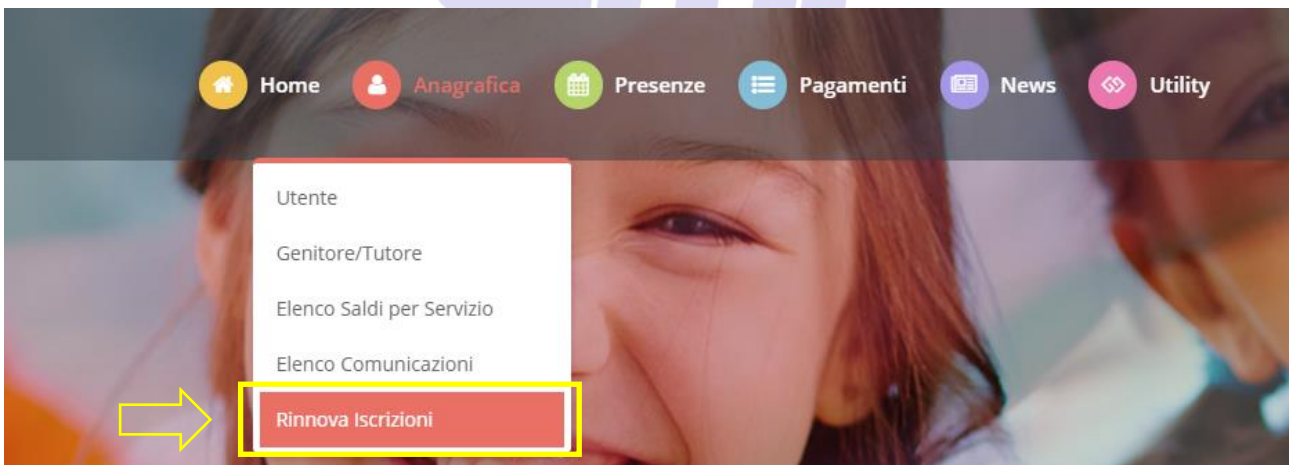 Home Anagrafica Presenze Pagamenti News Utility
Utente
Genitore/Tutore
Elenco Saldi per Servizio
Elenco Comunicazioni
Rinnova Iscrizioni